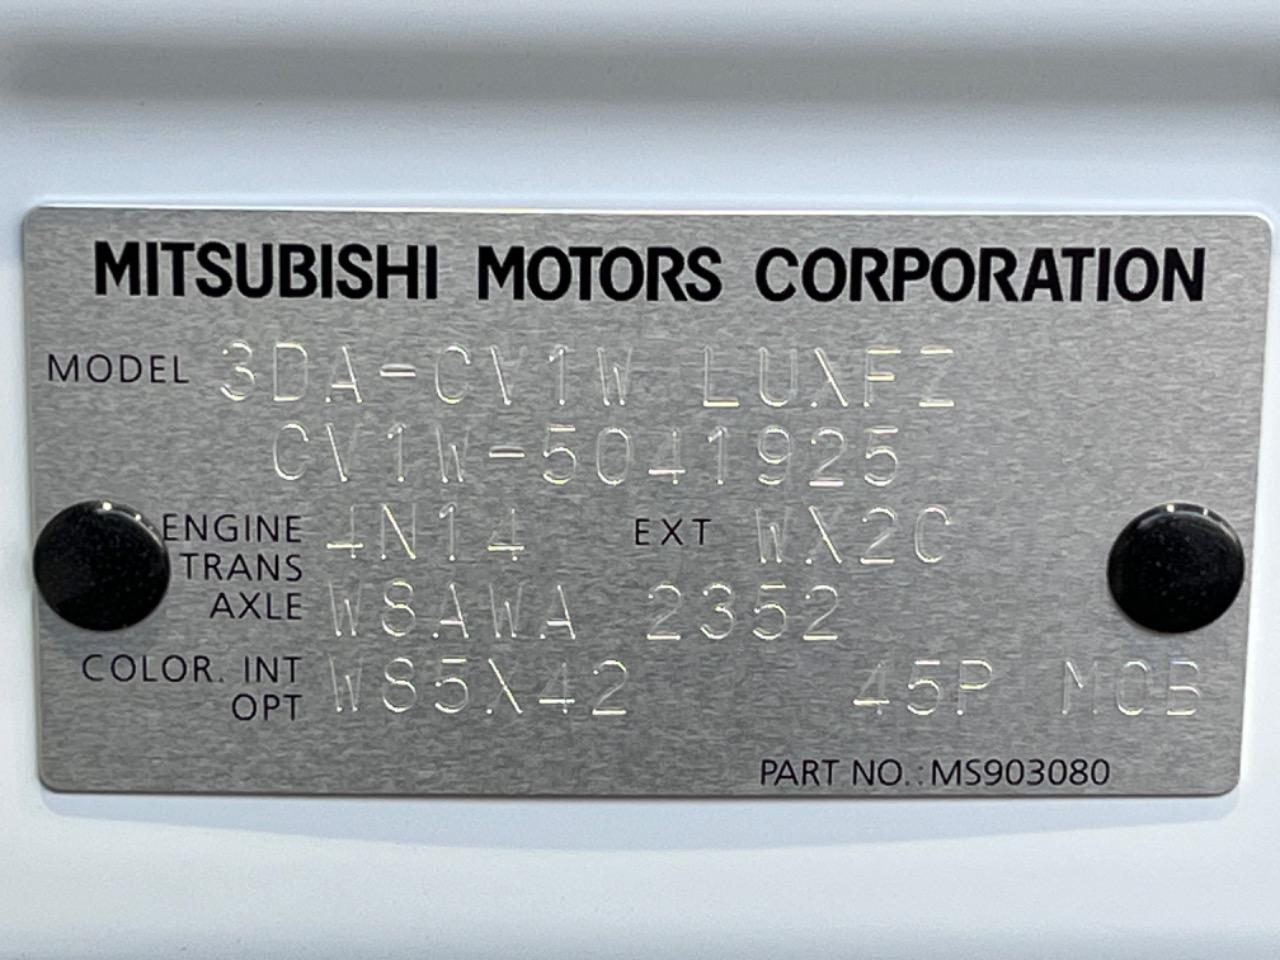 MITSUBISHI MOTORS CORPORATION
MODEL 3DA-CV1W LUXFZ
CV1W-5041925
ENGINE 4N14 EXT WX2C
TRANS
AXLE W8AWA 2352
COLOR. INT
OPT W85X42 45P MCB
PART NO.:MS903080